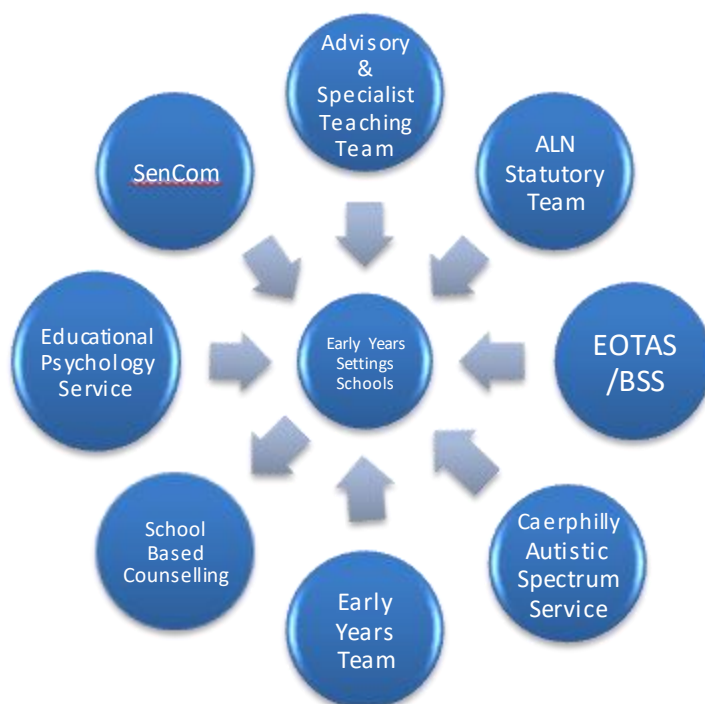 Advisory
&
Specialist
Teaching
Team
SenCom
ALN
Statutory
Team
Educational
Psychology
Service
Early Years
Settings
Schools
EOTAS
/BSS
School
Based
Counselling
Caerphilly
Autistic
Spectrum
Service
Early
Years
Team